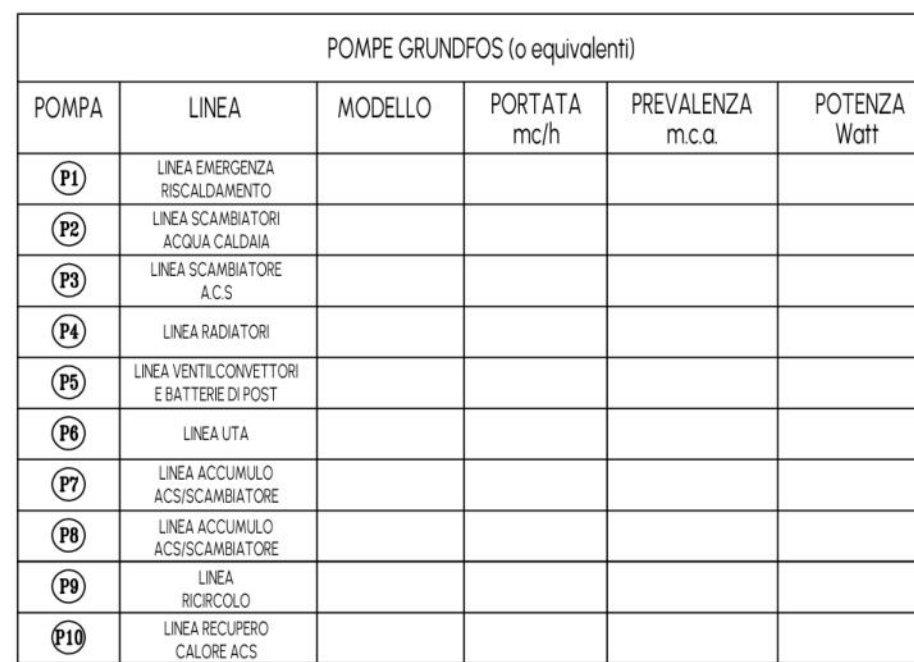 POMPE GRUNDFOS (o equivalenti)
POMPA LINEA MODELLO PORTATA mc/h PREVALENZA m.c.a. POTENZA Watt
P1 LINEA EMERGENZA
RISCALDAMENTO
P2 LINEA SCAMBIATORI
ACQUA CALDAIA
P3 LINEA SCAMBIATORE
A.C.S
P4 LINEA RADIATORI
P5 LINEA VENTILCONVETTORI
E BATTERIE DI POST
P6 LINEA UTA
P7 LINEA ACCUMULO
ACS/SCAMBIATORE
P8 LINEA ACCUMULO
ACS/SCAMBIATORE
P9 LINEA
RICIRCOLO
P10 LINEA RECUPERO
CALORE ACS